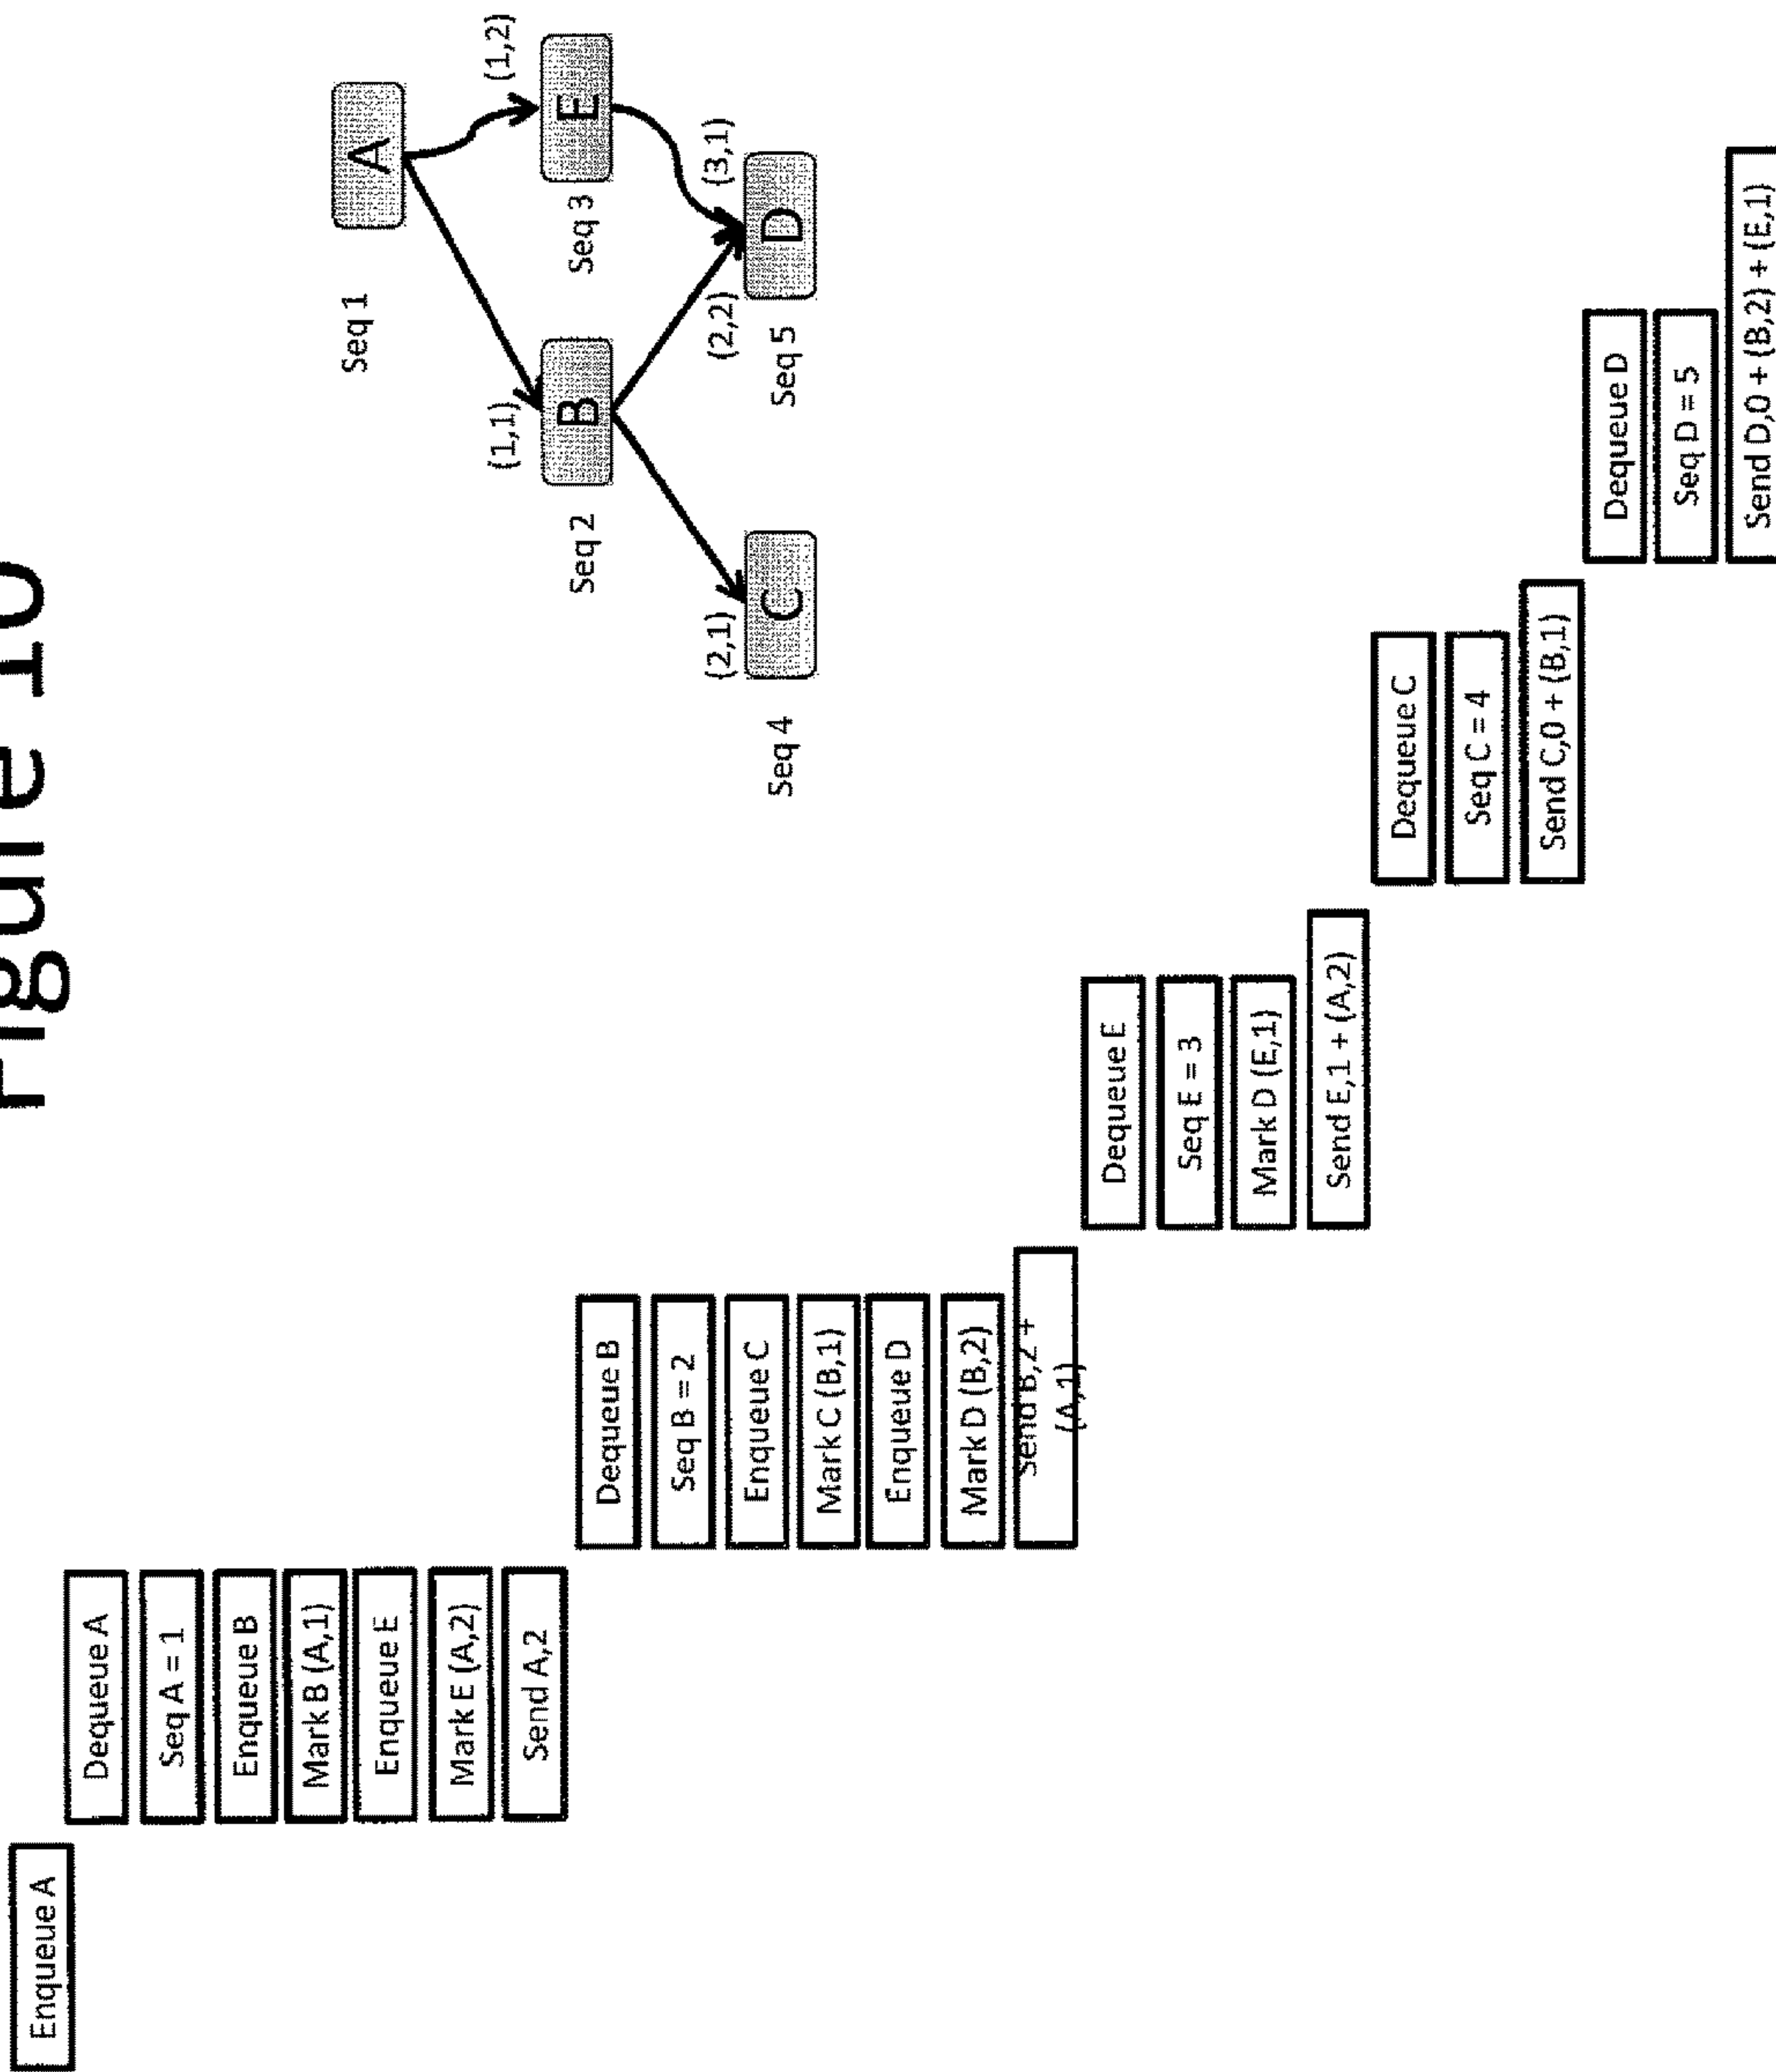 Figure 10
Enqueue A
Dequeue A
Seq A = 1
Enqueue B
Mark B (A,1)
Enqueue E
Mark E (A,2)
Send A,2
Dequeue B
Seq B = 2
Enqueue C
Mark C (B,1)
Enqueue D
Mark D (B,2)
Send B,2 +
(A,1)
Dequeue E
Seq E = 3
Mark D (E,1)
Send E,1 + (A,2)
Dequeue C
Seq C = 4
Send C,0 + (B,1)
Dequeue D
Seq D = 5
Send D,0 + (B,2) + (E,1)
Seq 1
A
(1,1)
(1,2)
Seq 2
B
Seq 3
E
(2,1)
(2,2)
(3,1)
Seq 4
C
Seq 5
D